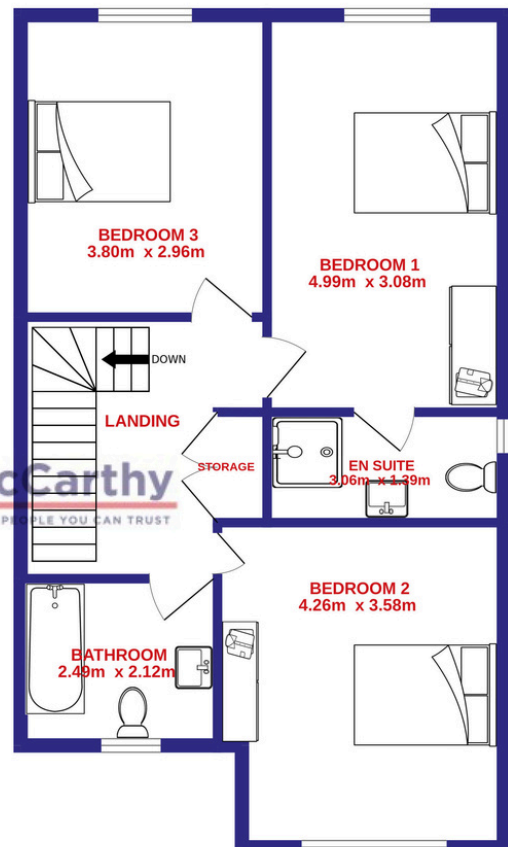 BEDROOM 3
3.80m x 2.96m
BEDROOM 1
4.99m x 3.08m
DOWN
LANDING
STORAGE
EN SUITE
3.06m x 1.39m
cCarthy
PEOPLE YOU CAN TRUST
BEDROOM 2
4.26m x 3.58m
BATHROOM
2.49m x 2.12m